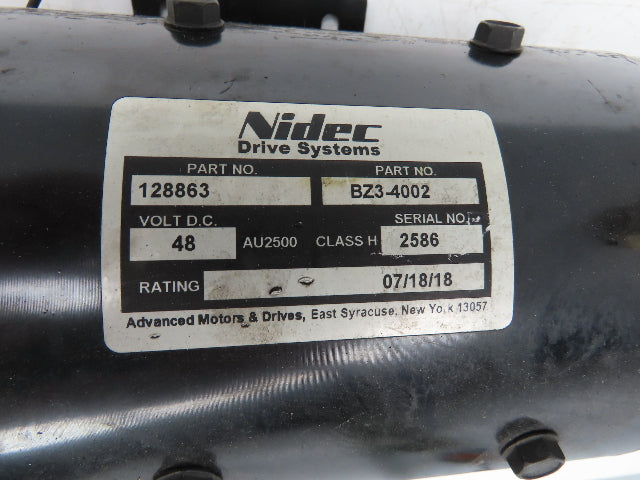 Nidec
Drive Systems
PART NO. PART NO.
128863 BZ3-4002
VOLT D.C. SERIAL NO.
48 AU2500 CLASS H 2586
RATING 07/18/18
Advanced Motors & Drives, East Syracuse, New York 13057